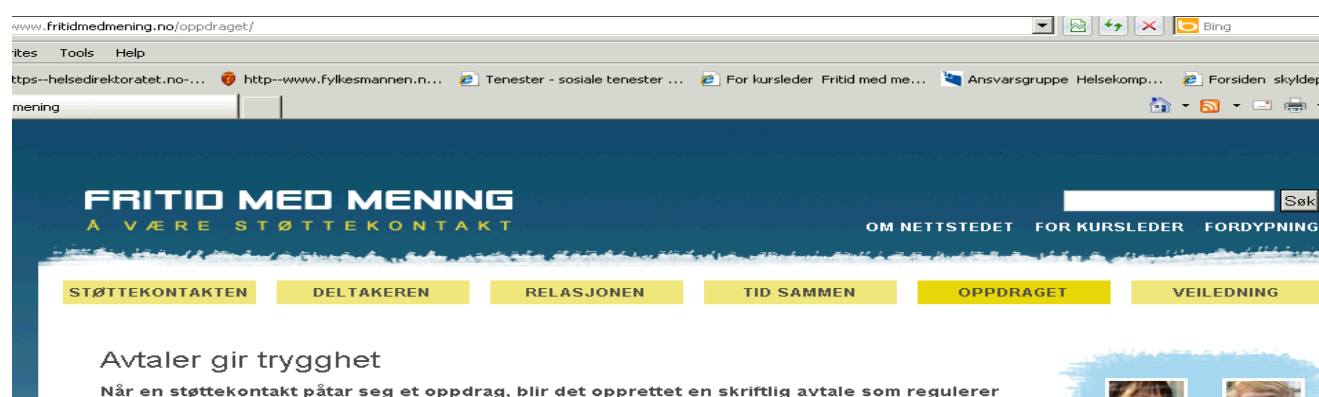 www.fritidmedmening.no/oppdraget/ Bing
rites Tools Help
ttps--helsedirektoratet.no-... http--www.fylkesmannen.n... Tenester - sosiale tenester ... For kursleder Fritid med me... Ansvarsgruppe Helsekomp... Forsiden skyldep
mening
FRITID MED MENING
Å VÆRE STØTTEKONTAKT
Søk
OM NETTSTEDET FOR KURSLEDER FORDYPNING
STØTTEKONTAKTEN DELTAKEREN RELASJONEN TID SAMMEN OPPDRAGET VEILEDNING
Avtaler gir trygghet
Når en støttekontakt påtar seg et oppdrag, blir det opprettet en skriftlig avtale som regulerer